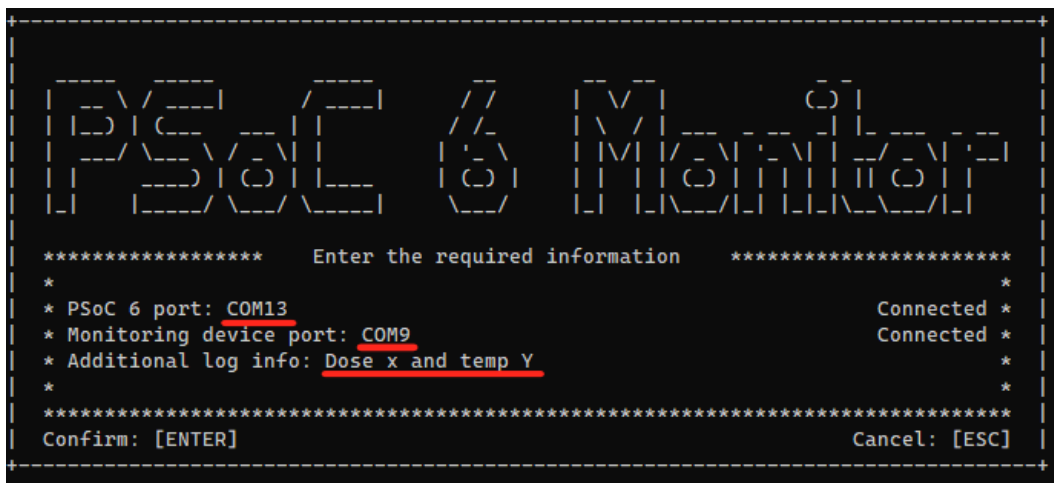 PSoC 6 Monitor
****************** Enter the required information ***********************
* *
* PSoC 6 port: COM13 Connected *
* Monitoring device port: COM9 Connected *
* Additional log info: Dose x and temp Y *
* *
*******************************************************************************
Confirm: [ENTER] Cancel: [ESC]